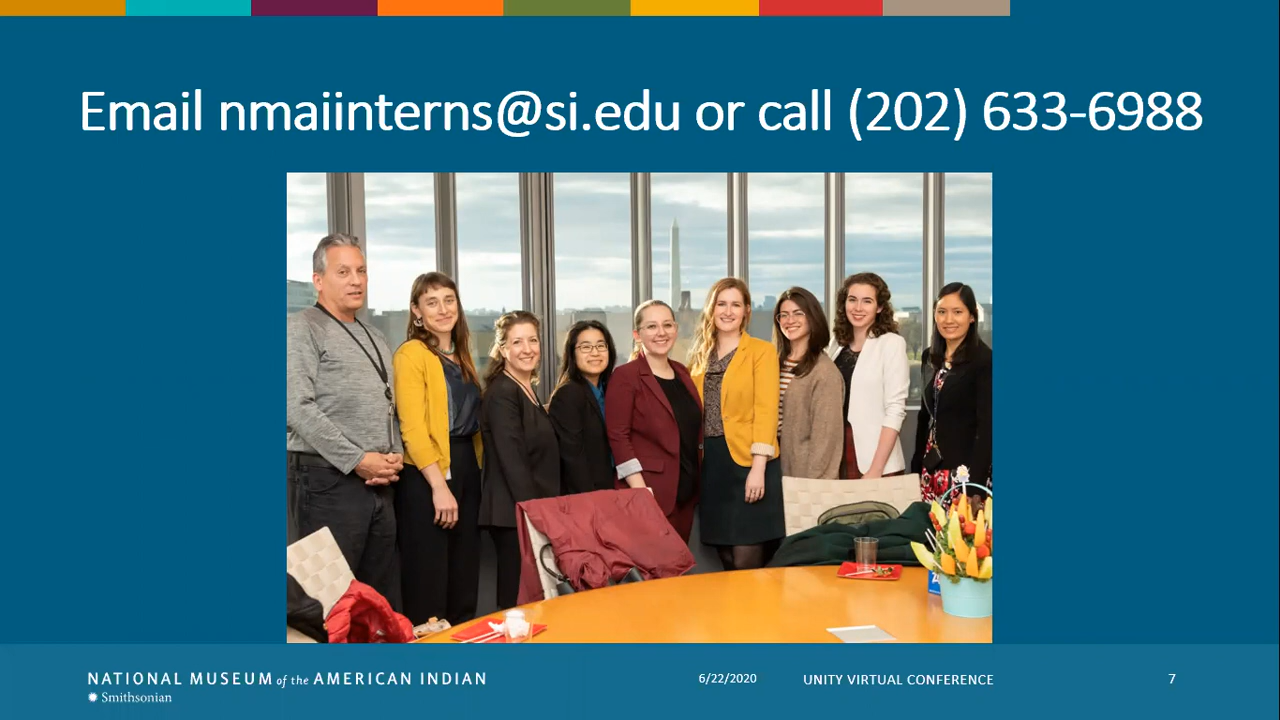 Email nmaiinterns@si.edu or call (202) 633-6988
NATIONAL MUSEUM of the AMERICAN INDIAN
Smithsonian
6/22/2020
UNITY VIRTUAL CONFERENCE
7